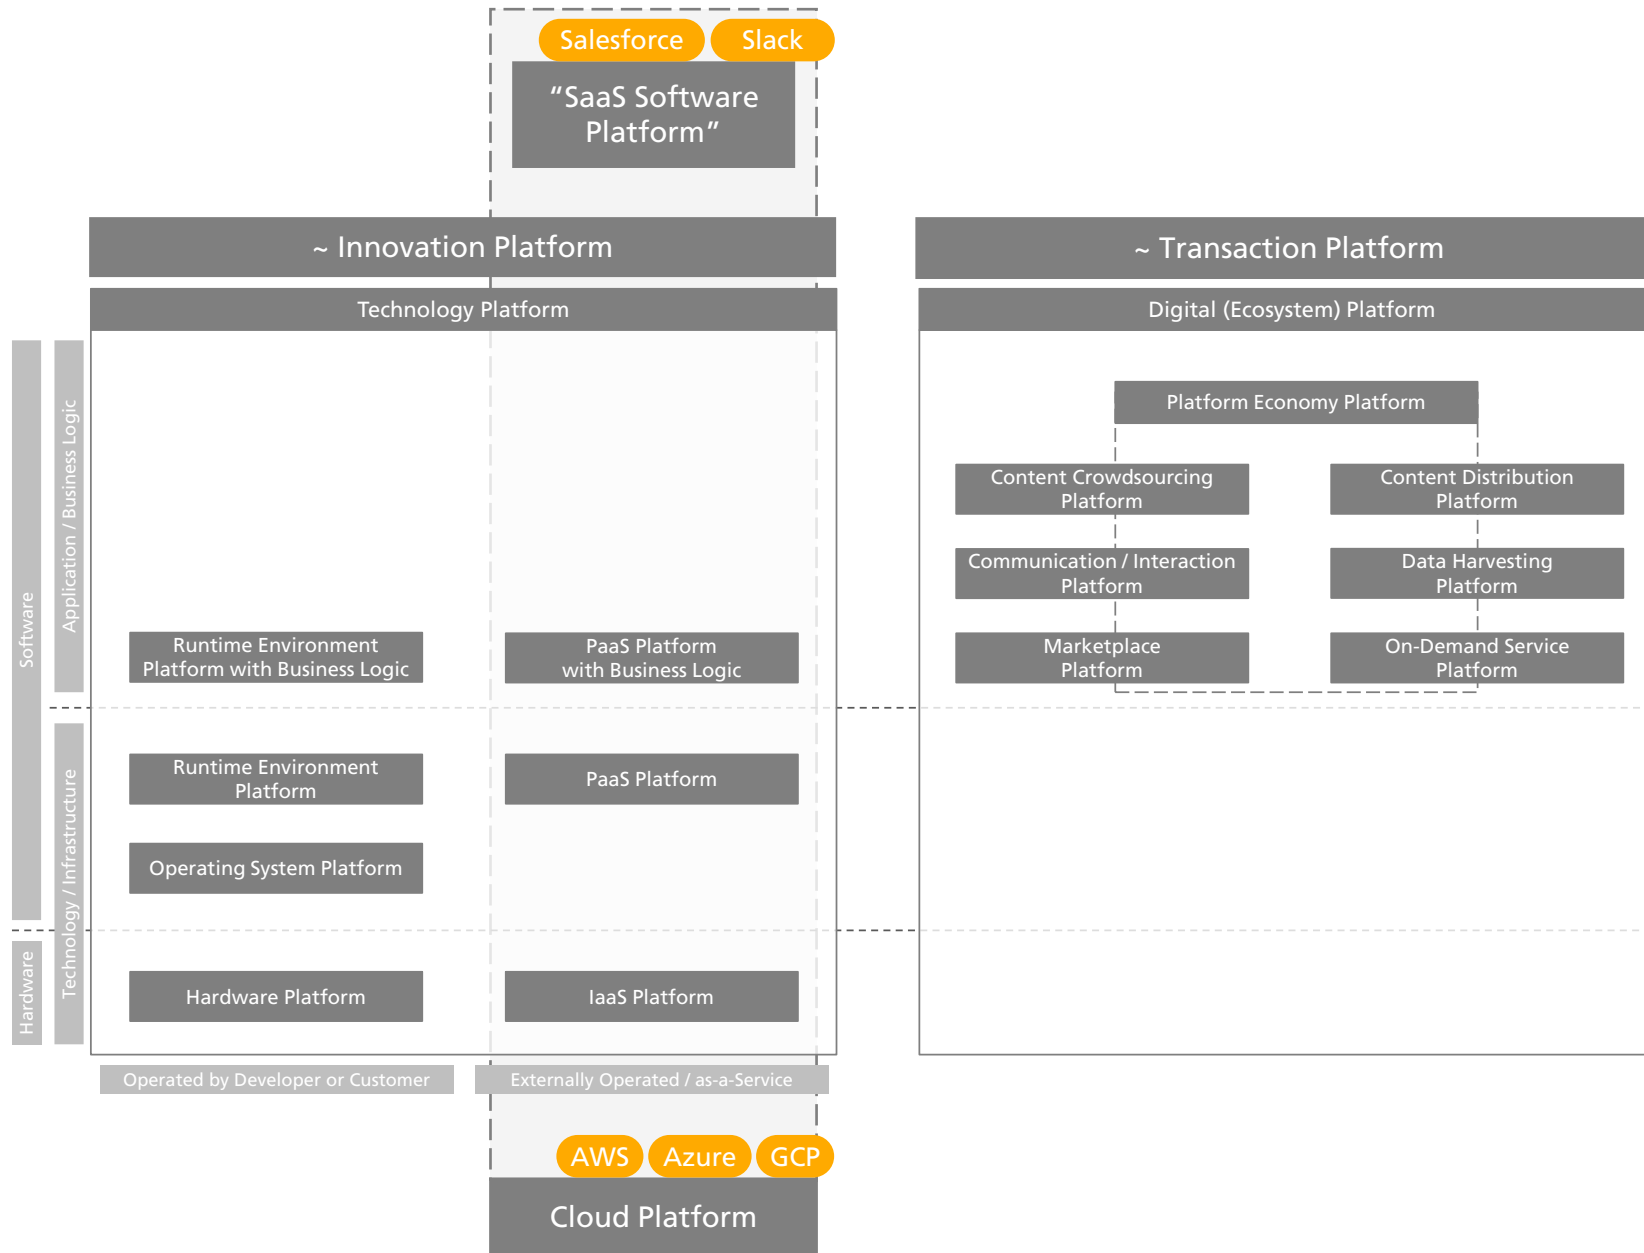 Salesforce
Slack
“SaaS Software
Platform”
~ Innovation Platform
~ Transaction Platform
Technology Platform
Digital (Ecosystem) Platform
Software
Application / Business Logic
Platform Economy Platform
Content Crowdsourcing
Platform
Content Distribution
Platform
Communication / Interaction
Platform
Data Harvesting
Platform
Runtime Environment
Platform with Business Logic
PaaS Platform
with Business Logic
Marketplace
Platform
On-Demand Service
Platform
Technology / Infrastructure
Runtime Environment
Platform
PaaS Platform
Operating System Platform
Hardware
Hardware Platform
IaaS Platform
Operated by Developer or Customer
Externally Operated / as-a-Service
AWS
Azure
GCP
Cloud Platform